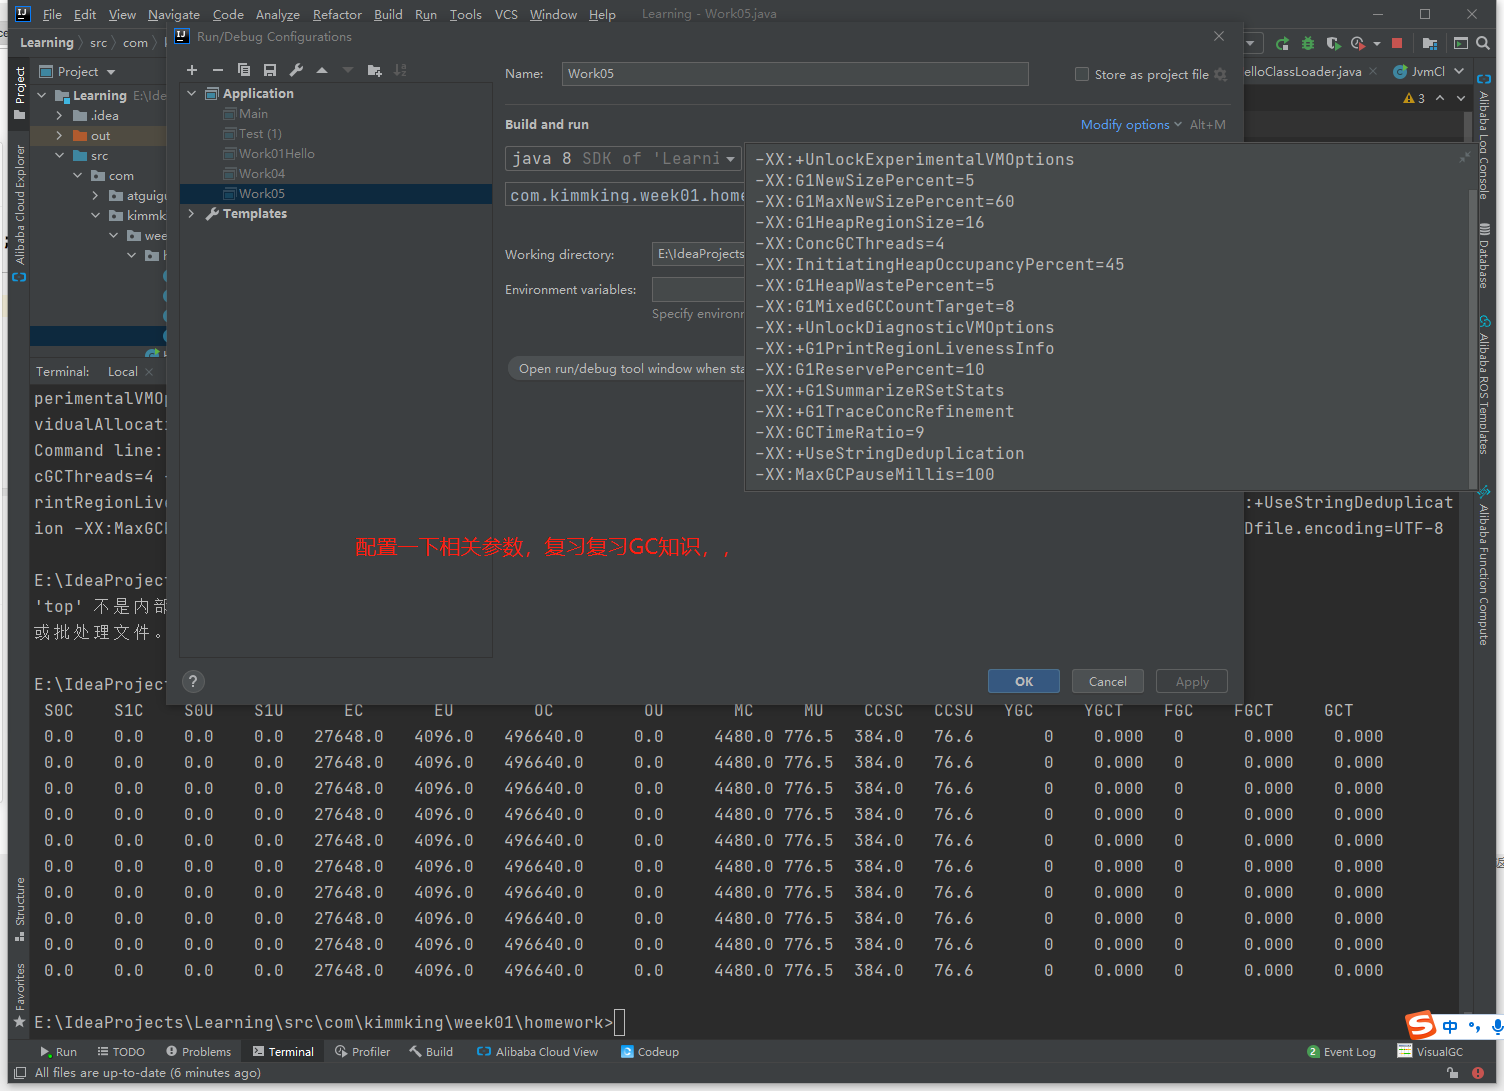 File Edit View Navigate Code Analyze Refactor Build Run Tools VCS Window Help Learning - Work05.java
Learning src com
Run/Debug Configurations
Project
Learning E:\Ide
.idea
out
src
com
atguigu
kimmk
wee
Application
Main
Test (1)
Work01Hello
Work04
Work05
Templates
Name: Work05
Store as project file
Build and run
Modify options Alt+M
java 8 SDK of 'Learni
com.kimmking.week01.home
Working directory: E:\IdeaProjects
Environment variables:
Specify environm
Open run/debug tool window when sta
-XX:+UnlockExperimentalVMOptions
-XX:G1NewSizePercent=5
-XX:G1MaxNewSizePercent=60
-XX:G1HeapRegionSize=16
-XX:ConcGCThreads=4
-XX:InitiatingHeapOccupancyPercent=45
-XX:G1HeapWastePercent=5
-XX:G1MixedGCCountTarget=8
-XX:+UnlockDiagnosticVMOptions
-XX:+G1PrintRegionLivenessInfo
-XX:G1ReservePercent=10
-XX:+G1SummarizeRSetStats
-XX:+G1TraceConcRefinement
-XX:GCTimeRatio=9
-XX:+UseStringDeduplication
-XX:MaxGCPauseMillis=100
elloClassLoader.java JvmCl
3
配置一下相关参数，复习复习GC知识，，
OK Cancel Apply
Terminal: Local
perimentalVMOp
vidualAllocati
Command line:
cGCThreads=4 -
rintRegionLive :+UseStringDeduplicat
ion -XX:MaxGCP Dfile.encoding=UTF-8
E:\IdeaProject
'top' 不是内部
或批处理文件。
E:\IdeaProject
S0C S1C S0U S1U EC EU OC OU MC MU CCSC CCSU YGC YGCT FGC FGCT GCT
0.0 0.0 0.0 0.0 27648.0 4096.0 496640.0 0.0 4480.0 776.5 384.0 76.6 0 0.000 0 0.000 0.000
0.0 0.0 0.0 0.0 27648.0 4096.0 496640.0 0.0 4480.0 776.5 384.0 76.6 0 0.000 0 0.000 0.000
0.0 0.0 0.0 0.0 27648.0 4096.0 496640.0 0.0 4480.0 776.5 384.0 76.6 0 0.000 0 0.000 0.000
0.0 0.0 0.0 0.0 27648.0 4096.0 496640.0 0.0 4480.0 776.5 384.0 76.6 0 0.000 0 0.000 0.000
0.0 0.0 0.0 0.0 27648.0 4096.0 496640.0 0.0 4480.0 776.5 384.0 76.6 0 0.000 0 0.000 0.000
0.0 0.0 0.0 0.0 27648.0 4096.0 496640.0 0.0 4480.0 776.5 384.0 76.6 0 0.000 0 0.000 0.000
0.0 0.0 0.0 0.0 27648.0 4096.0 496640.0 0.0 4480.0 776.5 384.0 76.6 0 0.000 0 0.000 0.000
0.0 0.0 0.0 0.0 27648.0 4096.0 496640.0 0.0 4480.0 776.5 384.0 76.6 0 0.000 0 0.000 0.000
0.0 0.0 0.0 0.0 27648.0 4096.0 496640.0 0.0 4480.0 776.5 384.0 76.6 0 0.000 0 0.000 0.000
0.0 0.0 0.0 0.0 27648.0 4096.0 496640.0 0.0 4480.0 776.5 384.0 76.6 0 0.000 0 0.000 0.000
E:\IdeaProjects\Learning\src\com\kimmking\week01\homework>
Project
Alibaba Cloud Explorer
Structure
Favorites
Alibaba Log Console
Database
Alibaba ROS Templates
Alibaba Function Compute
中
Run TODO Problems Terminal Profiler Build Alibaba Cloud View Codeup 2 Event Log VisualGC
All files are up-to-date (6 minutes ago)